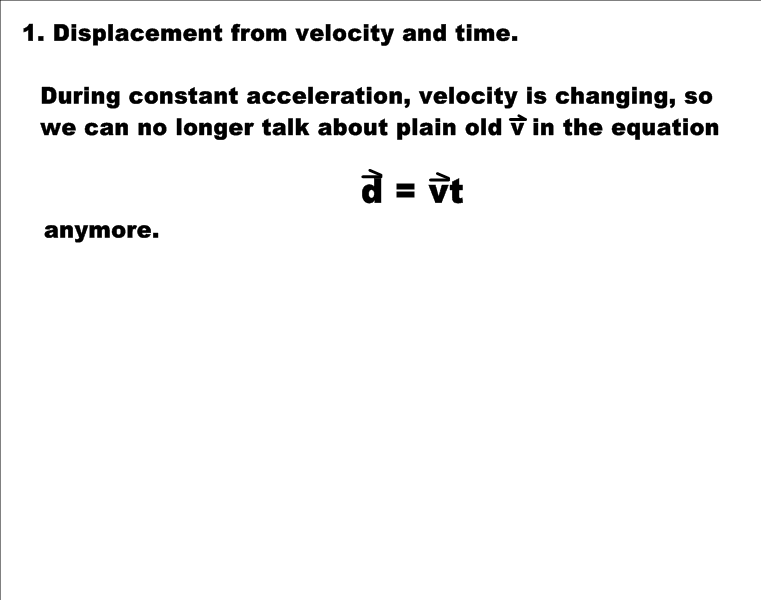 1. Displacement from velocity and time.
During constant acceleration, velocity is changing, so
we can no longer talk about plain old v⃗ in the equation
d⃗ = v⃗t
anymore.